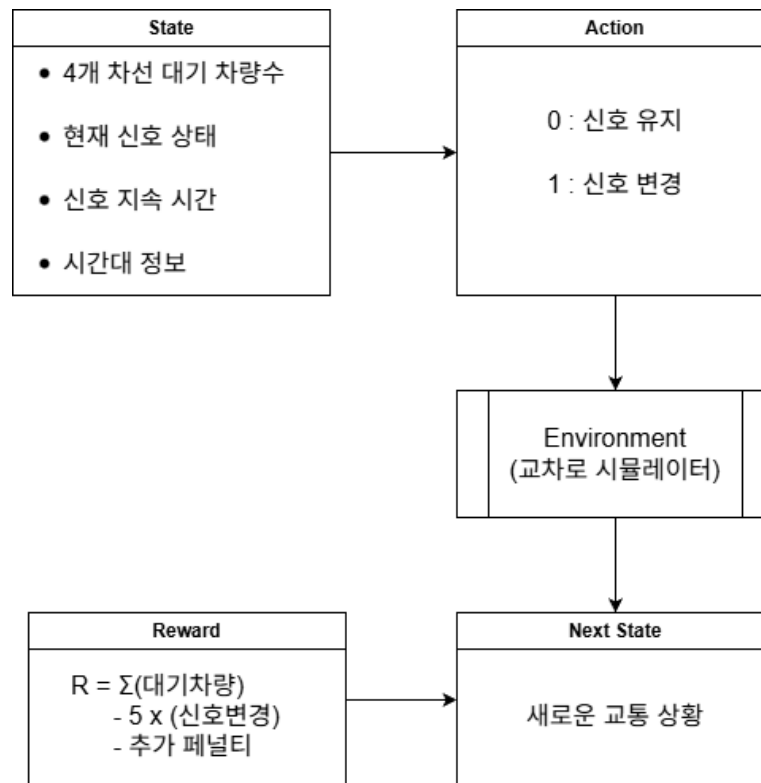 State
• 4개 차선 대기 차량수
• 현재 신호 상태
• 신호 지속 시간
• 시간대 정보
Action
0 : 신호 유지
1 : 신호 변경
Environment
(교차로 시뮬레이터)
Reward
R = Σ(대기차량)
- 5 x (신호변경)
- 추가 페널티
Next State
새로운 교통 상황